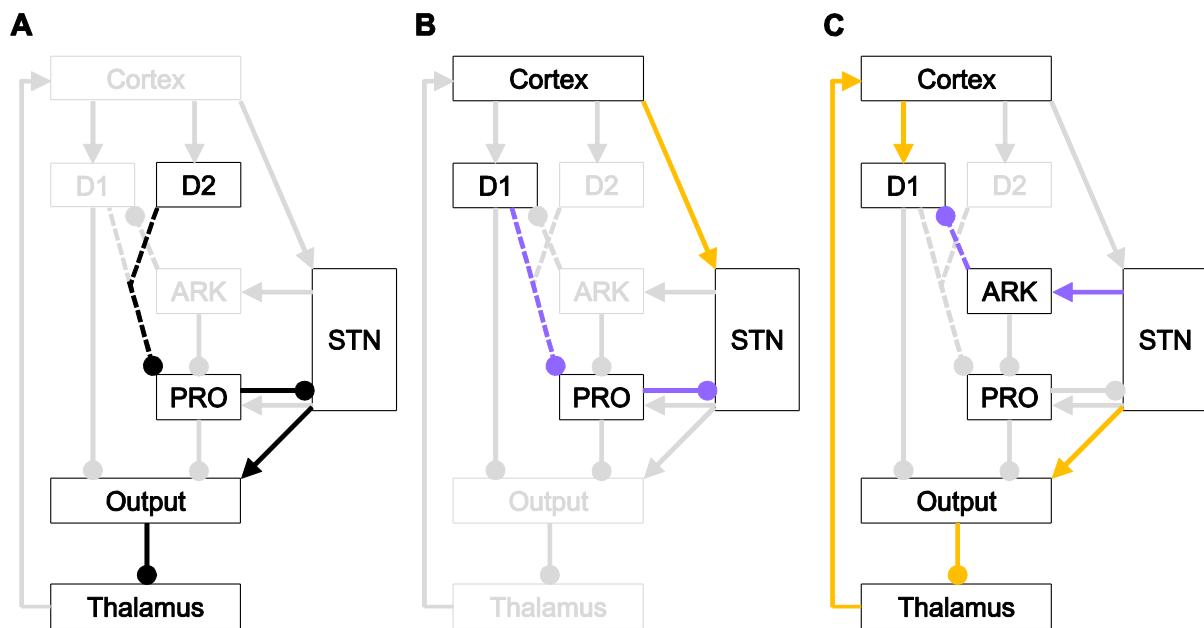 A
Cortex
D1
D2
ARK
STN
PRO
Output
Thalamus
B
Cortex
D1
D2
ARK
STN
PRO
Output
Thalamus
C
Cortex
D1
D2
ARK
STN
PRO
Output
Thalamus